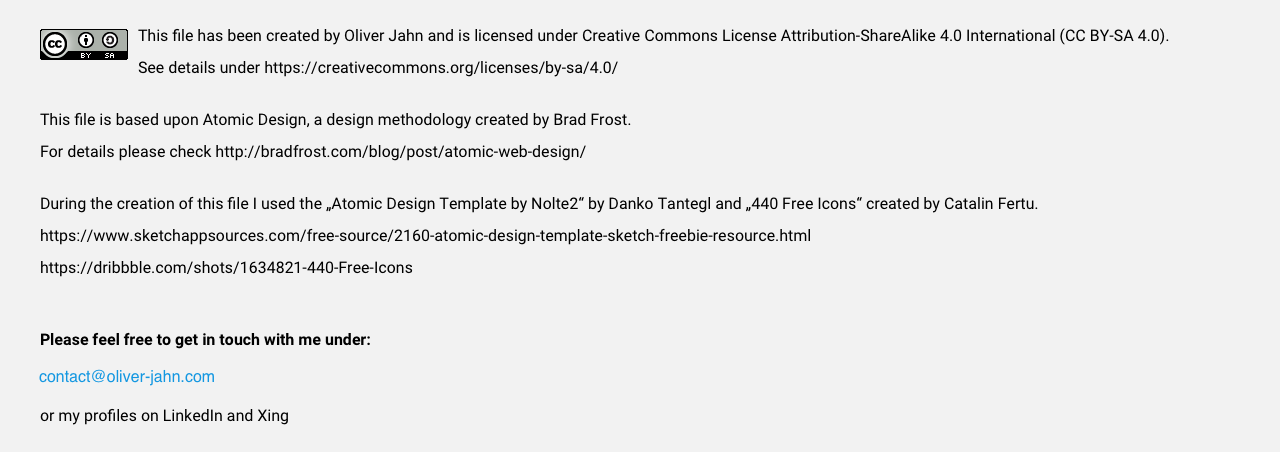 cc BY SA
This file has been created by Oliver Jahn and is licensed under Creative Commons License Attribution-ShareAlike 4.0 International (CC BY-SA 4.0).
See details under https://creativecommons.org/licenses/by-sa/4.0/
This file is based upon Atomic Design, a design methodology created by Brad Frost.
For details please check http://bradfrost.com/blog/post/atomic-web-design/
During the creation of this file I used the „Atomic Design Template by Nolte2“ by Danko Tantegl and „440 Free Icons“ created by Catalin Fertu.
https://www.sketchappsources.com/free-source/2160-atomic-design-template-sketch-freebie-resource.html
https://dribbble.com/shots/1634821-440-Free-Icons
Please feel free to get in touch with me under:
contact@oliver-jahn.com
or my profiles on LinkedIn and Xing